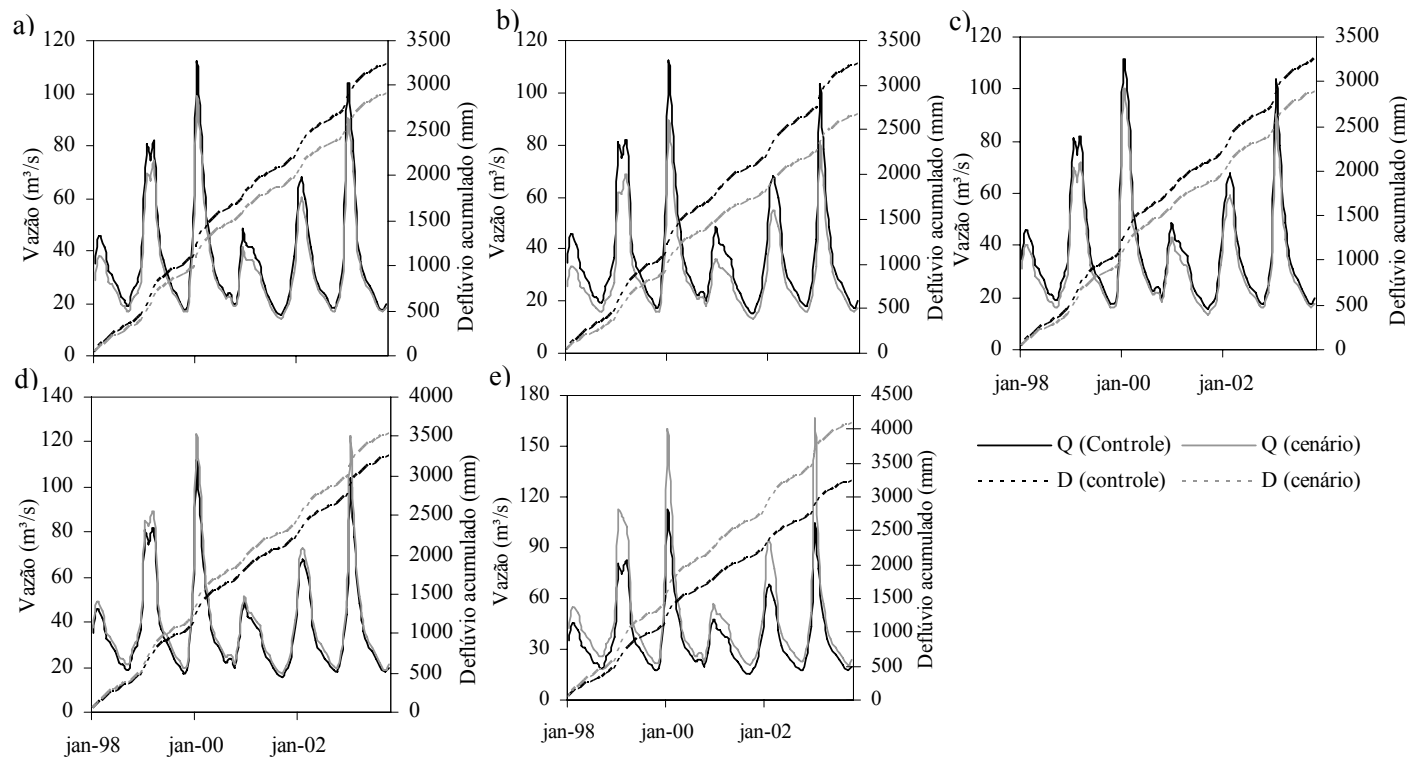 a)
Vazão (m³/s)
120
100
80
60
40
20
0
3500
3000
2500
2000
1500
1000
500
0
Deflúvio acumulado (mm)
b)
Vazão (m³/s)
120
100
80
60
40
20
0
3500
3000
2500
2000
1500
1000
500
0
Deflúvio acumulado (mm)
c)
Vazão (m³/s)
120
100
80
60
40
20
0
3500
3000
2500
2000
1500
1000
500
0
Deflúvio acumulado (mm)
jan-98
jan-00
jan-02
d)
Vazão (m³/s)
140
120
100
80
60
40
20
0
4000
3500
3000
2500
2000
1500
1000
500
0
Deflúvio acumulado (mm)
jan-98
jan-00
jan-02
e)
Vazão (m³/s)
180
150
120
90
60
30
0
4500
4000
3500
3000
2500
2000
1500
1000
500
0
Deflúvio acumulado (mm)
jan-98
jan-00
jan-02
Q (Controle)
Q (cenário)
D (controle)
D (cenário)